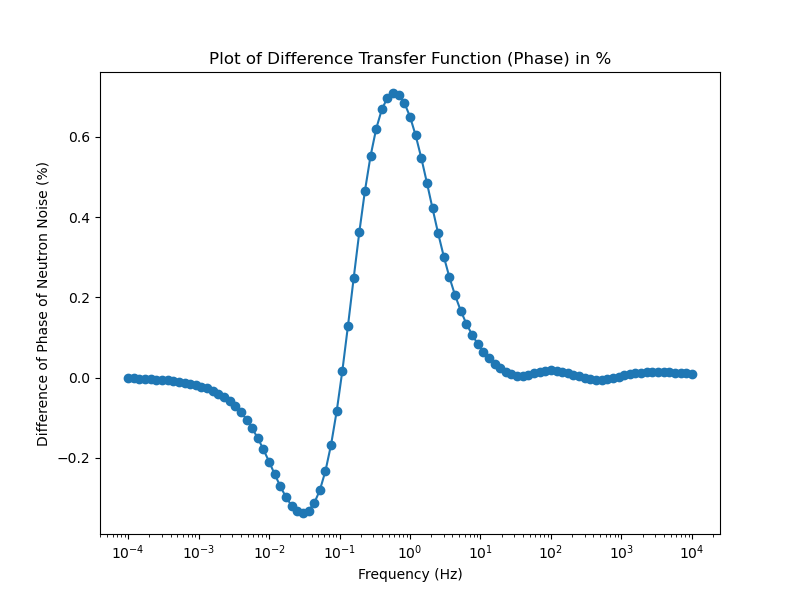 Plot of Difference Transfer Function (Phase) in %
Difference of Phase of Neutron Noise (%)
0.6
0.4
0.2
0.0
−0.2
10⁻⁴ 10⁻³ 10⁻² 10⁻¹ 10⁰ 10¹ 10² 10³ 10⁴
Frequency (Hz)